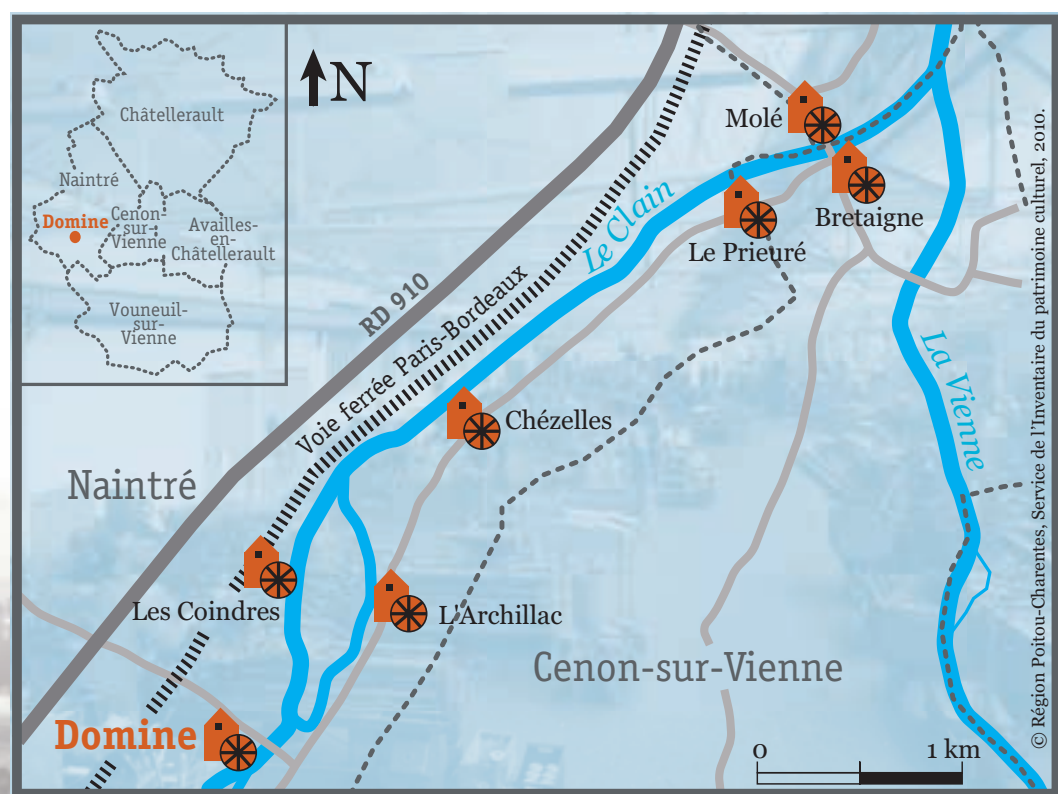 Châtellerault
Naintré
Domine
Cenon-
sur-
Vienne
Availles-
en-
Châtellerault
Vouneuil-
sur-
Vienne
N
Molé
Bretaigne
Le Prieuré
Le Clain
RD 910
Voie ferrée Paris-Bordeaux
La Vienne
Chézelles
Naintré
Les Coindres
L'Archillac
Cenon-sur-Vienne
Domine
0
1 km
© Région Poitou-Charentes, Service de l'Inventaire du patrimoine culturel, 2010.